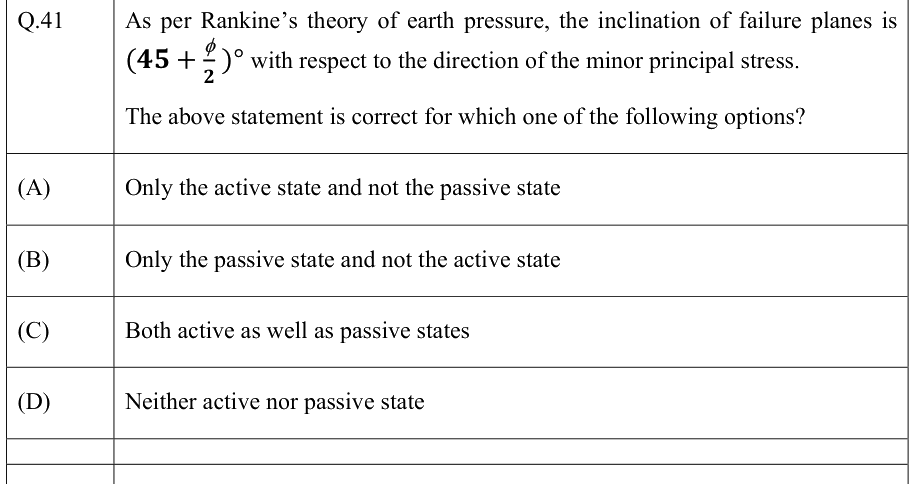 Q.41 As per Rankine's theory of earth pressure, the inclination of failure planes is
(45 + ϕ/2)° with respect to the direction of the minor principal stress.
The above statement is correct for which one of the following options?
(A) Only the active state and not the passive state
(B) Only the passive state and not the active state
(C) Both active as well as passive states
(D) Neither active nor passive state